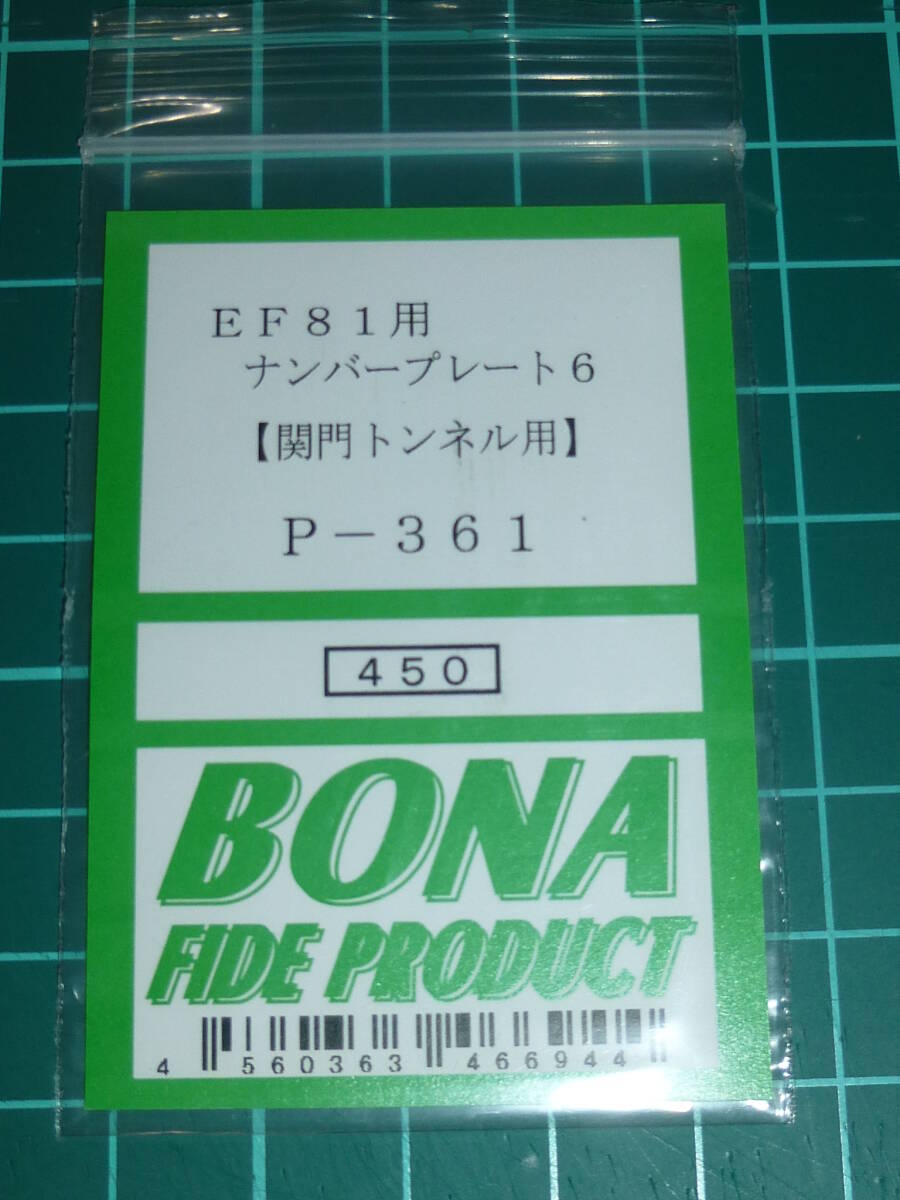 ＥＦ８１用
ナンバープレート６
【関門トンネル用】
Ｐ－３６１
４５０
BONA
FIDE PRODUCT
4 560363 466944